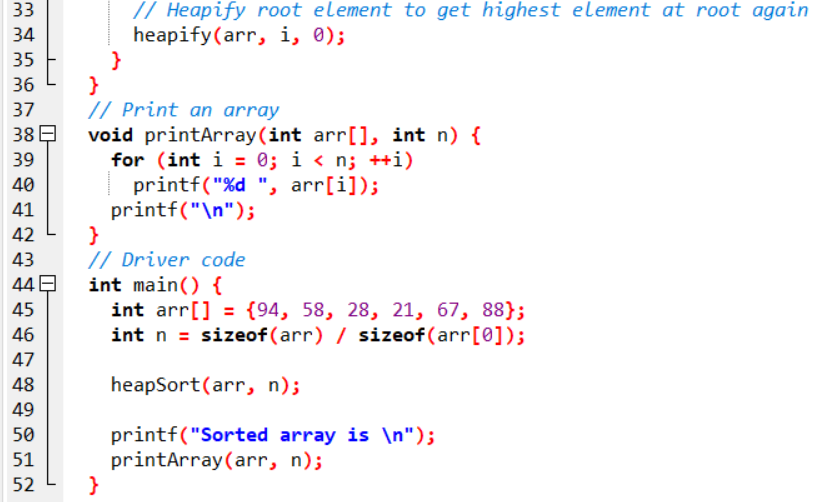 33 // Heapify root element to get highest element at root again
34 heapify(arr, i, 0);
35 }
36 }
37 // Print an array
38 void printArray(int arr[], int n) {
39 for (int i = 0; i < n; ++i)
40 printf("%d ", arr[i]);
41 printf("\n");
42 }
43 // Driver code
44 int main() {
45 int arr[] = {94, 58, 28, 21, 67, 88};
46 int n = sizeof(arr) / sizeof(arr[0]);
47
48 heapSort(arr, n);
49
50 printf("Sorted array is \n");
51 printArray(arr, n);
52 }